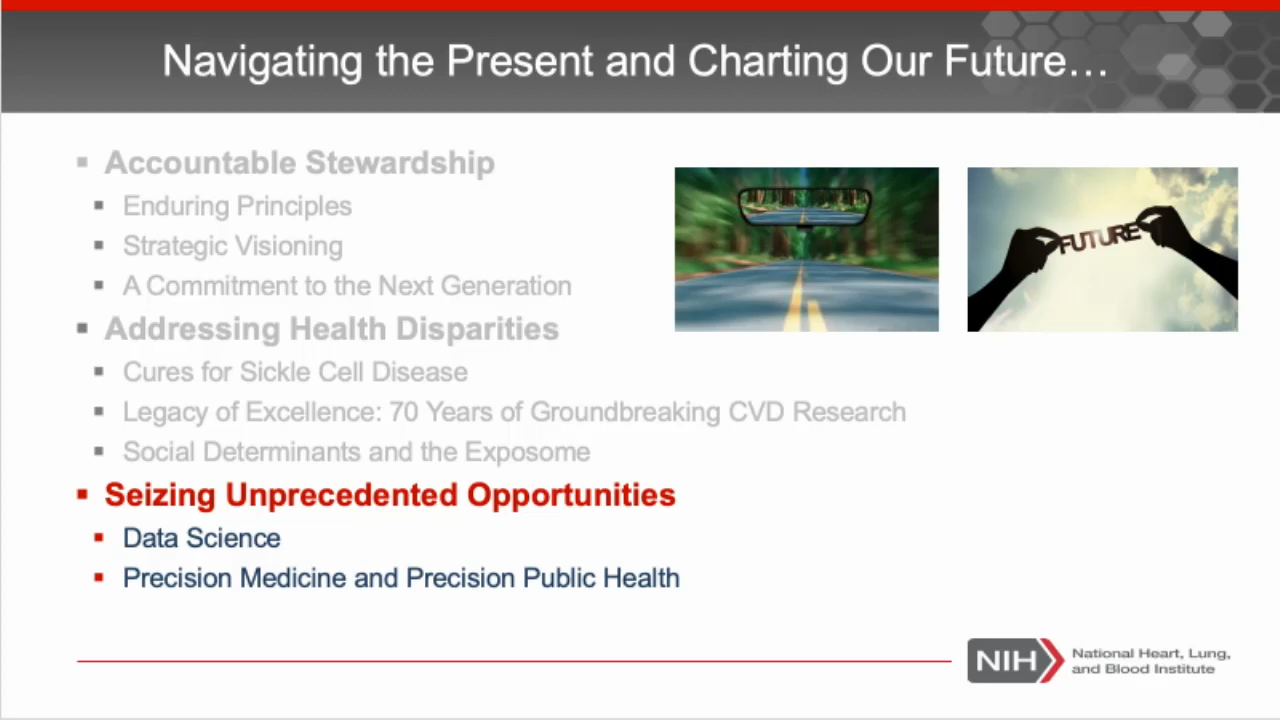 Navigating the Present and Charting Our Future…
Accountable Stewardship
Enduring Principles
Strategic Visioning
A Commitment to the Next Generation
Addressing Health Disparities
Cures for Sickle Cell Disease
Legacy of Excellence: 70 Years of Groundbreaking CVD Research
Social Determinants and the Exposome
Seizing Unprecedented Opportunities
Data Science
Precision Medicine and Precision Public Health
FUTURE
NIH
National Heart, Lung,
and Blood Institute